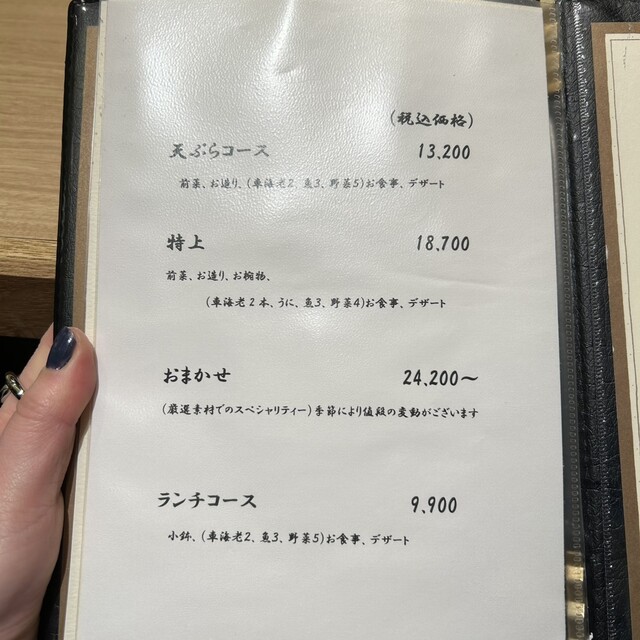 (税込価格)
天ぷらコース 13,200
前菜、お造り、(車海老2、魚3、野菜5)お食事、デザート
特上 18,700
前菜、お造り、お椀物、
(車海老2本、うに、魚3、野菜4)お食事、デザート
おまかせ 24,200〜
(厳選素材でのスペシャリティー)季節により値段の変動がございます
ランチコース 9,900
小鉢、(車海老2、魚3、野菜5)お食事、デザート